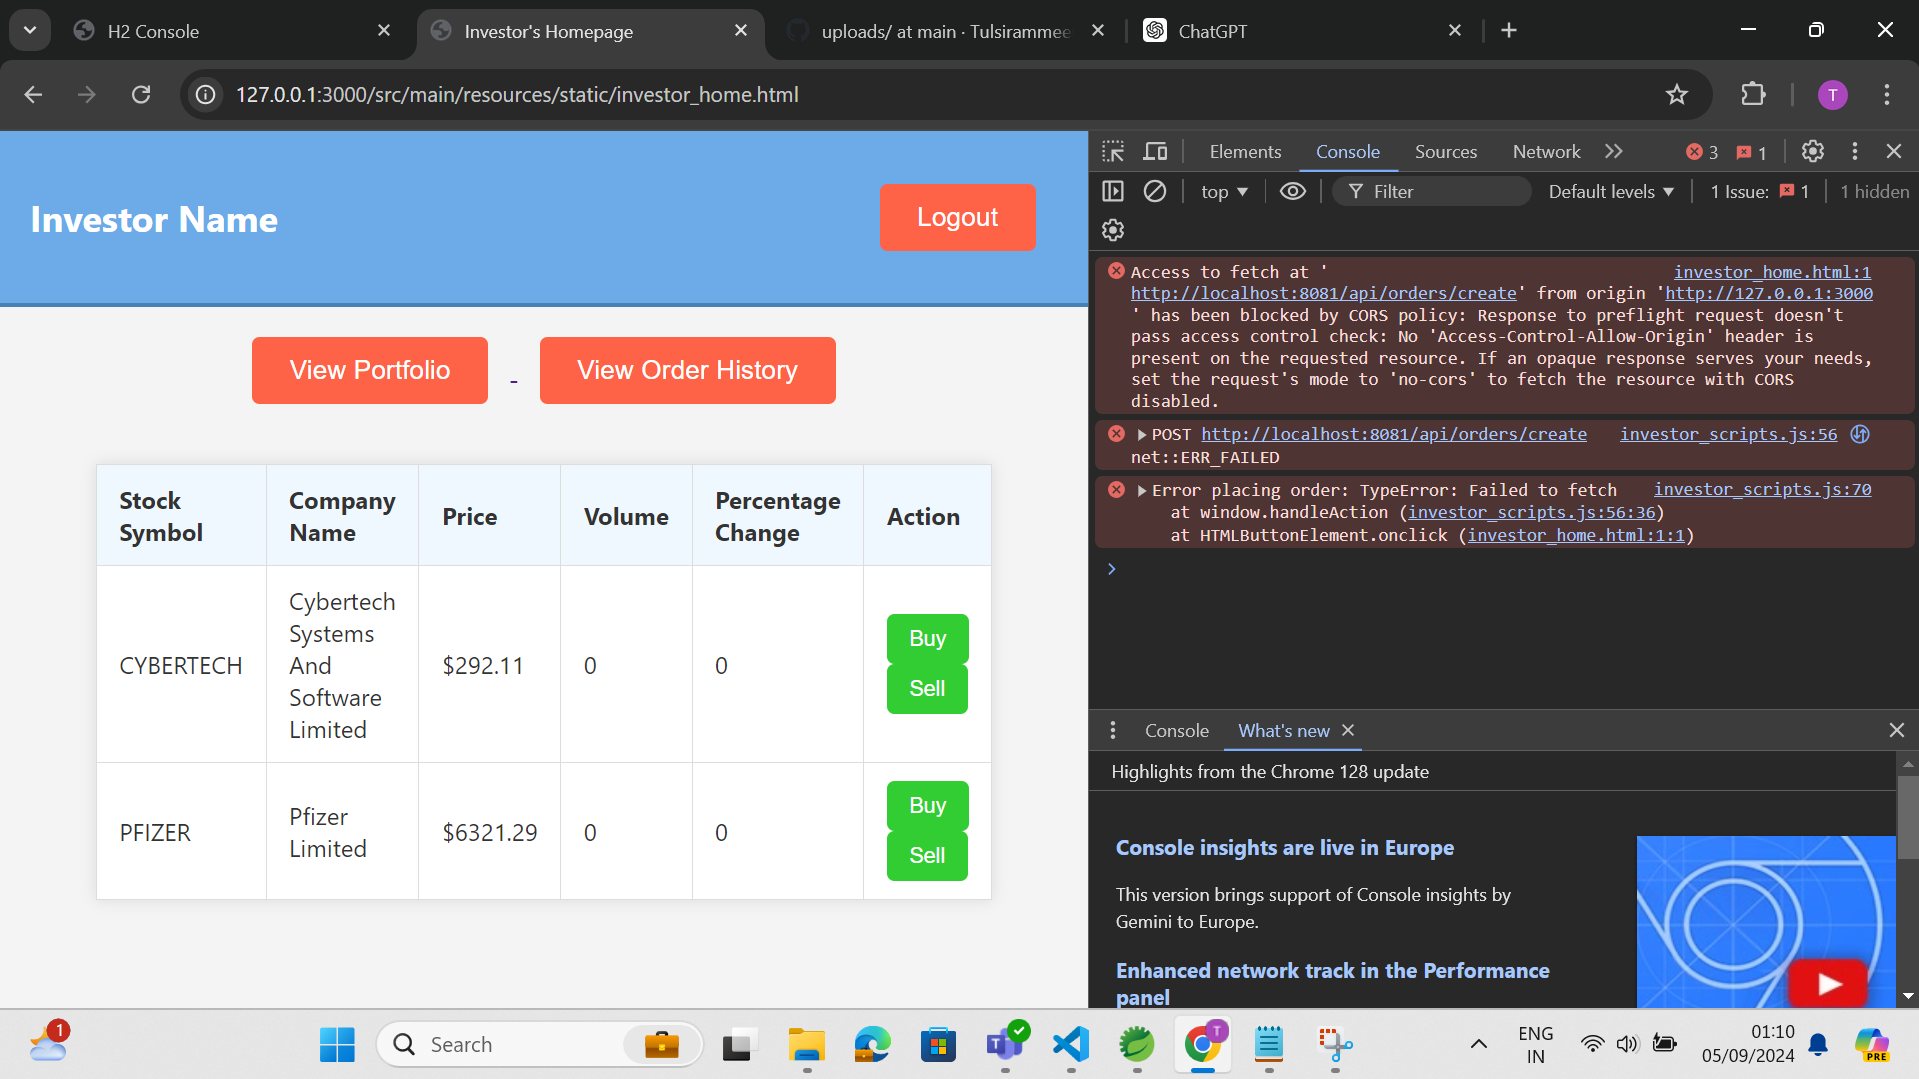 H2 Console
Investor's Homepage
uploads/ at main · Tulsirammee
ChatGPT
127.0.0.1:3000/src/main/resources/static/investor_home.html
T
Investor Name
Logout
View Portfolio
-
View Order History
Stock Symbol
Company Name
Price
Volume
Percentage Change
Action
CYBERTECH
Cybertech
Systems
And
Software
Limited
$292.11
0
0
Buy
Sell
PFIZER
Pfizer
Limited
$6321.29
0
0
Buy
Sell
Elements
Console
Sources
Network
3
1
top
Filter
Default levels
1 Issue:
1
1 hidden
Access to fetch at ' investor_home.html:1
http://localhost:8081/api/orders/create' from origin 'http://127.0.0.1:3000
' has been blocked by CORS policy: Response to preflight request doesn't
pass access control check: No 'Access-Control-Allow-Origin' header is
present on the requested resource. If an opaque response serves your needs,
set the request's mode to 'no-cors' to fetch the resource with CORS
disabled.
POST http://localhost:8081/api/orders/create investor_scripts.js:56
net::ERR_FAILED
Error placing order: TypeError: Failed to fetch investor_scripts.js:70
at window.handleAction (investor_scripts.js:56:36)
at HTMLButtonElement.onclick (investor_home.html:1:1)
Console
What's new
Highlights from the Chrome 128 update
Console insights are live in Europe
This version brings support of Console insights by
Gemini to Europe.
Enhanced network track in the Performance
panel
1
Search
T
T
ENG
IN
01:10
05/09/2024
PRE